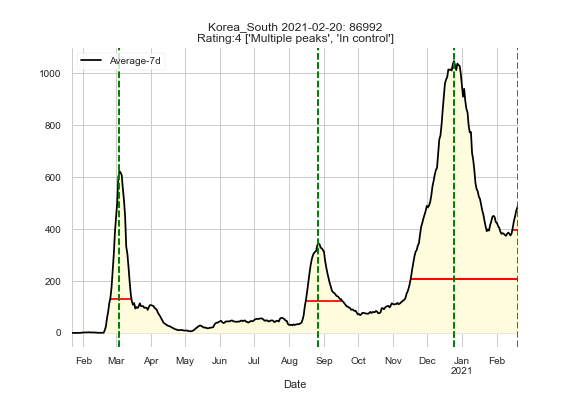 Korea_South 2021-02-20: 86992
Rating:4 ['Multiple peaks', 'In control']
Average-7d
1000
800
600
400
200
0
Feb Mar Apr May Jun Jul Aug Sep Oct Nov Dec Jan Feb
2021
Date